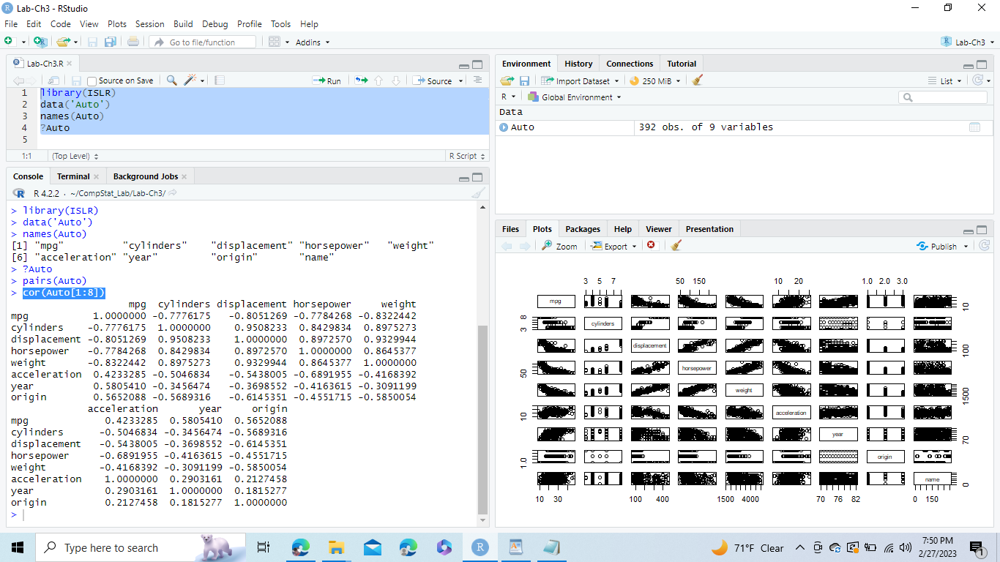 Lab-Ch3 - RStudio
File Edit Code View Plots Session Build Debug Profile Tools Help
Go to file/function Addins Lab-Ch3
Lab-Ch3.R
Source on Save Run Source
1 library(ISLR)
2 data('Auto')
3 names(Auto)
4 ?Auto
5
1:1 (Top Level) R Script
Console Terminal Background Jobs
R 4.2.2 · ~/CompStat_Lab/Lab-Ch3/
> library(ISLR)
> data('Auto')
> names(Auto)
[1] "mpg" "cylinders" "displacement" "horsepower" "weight"
[6] "acceleration" "year" "origin" "name"
> ?Auto
> pairs(Auto)
> cor(Auto[1:8])
mpg cylinders displacement horsepower weight
mpg 1.0000000 -0.7776175 -0.8051269 -0.7784268 -0.8322442
cylinders -0.7776175 1.0000000 0.9508233 0.8429834 0.8975273
displacement -0.8051269 0.9508233 1.0000000 0.8972570 0.9329944
horsepower -0.7784268 0.8429834 0.8972570 1.0000000 0.8645377
weight -0.8322442 0.8975273 0.9329944 0.8645377 1.0000000
acceleration 0.4233285 -0.5046834 -0.5438005 -0.6891955 -0.4168392
year 0.5805410 -0.3456474 -0.3698552 -0.4163615 -0.3091199
origin 0.5652088 -0.5689316 -0.6145351 -0.4551715 -0.5850054
acceleration year origin
mpg 0.4233285 0.5805410 0.5652088
cylinders -0.5046834 -0.3456474 -0.5689316
displacement -0.5438005 -0.3698552 -0.6145351
horsepower -0.6891955 -0.4163615 -0.4551715
weight -0.4168392 -0.3091199 -0.5850054
acceleration 1.0000000 0.2903161 0.2127458
year 0.2903161 1.0000000 0.1815277
origin 0.2127458 0.1815277 1.0000000
>
Environment History Connections Tutorial
Import Dataset 250 MiB List
R Global Environment
Data
Auto 392 obs. of 9 variables
Files Plots Packages Help Viewer Presentation
Zoom Export Publish
3 5 7 50 150 10 20 1.0 2.0 3.0
mpg 10
3 8 cylinders
displacement 100
50 horsepower
weight 1500
10 acceleration
year 70
1.0 origin
name 0
10 30 100 400 1500 4000 70 76 82 0 150
Type here to search
71°F Clear
7:50 PM
2/27/2023
1